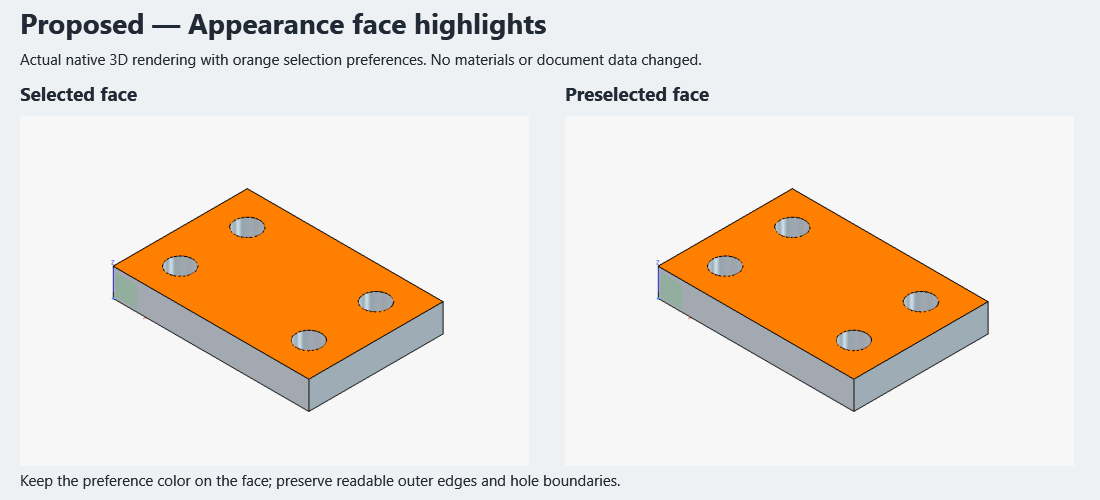 Proposed — Appearance face highlights
Actual native 3D rendering with orange selection preferences. No materials or document data changed.
Selected face
Preselected face
Keep the preference color on the face; preserve readable outer edges and hole boundaries.